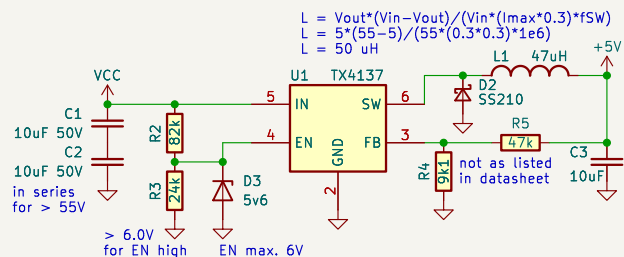 L = Vout*(Vin-Vout)/(Vin*(Imax*0.3)*fSW)
L = 5*(55-5)/(55*(0.3*0.3)*1e6)
L = 50 uH
+5V
L1 47uH
VCC
U1 TX4137
D2
SS210
C1
10uF 50V
5 IN SW 6
R2
82k
R5
47k
4 EN FB 3
C2
10uF 50V
GND
R4
9k1
not as listed
in datasheet
C3
10uF
in series
for > 55V
R3
24k
D3
5v6
2
> 6.0V
for EN high
EN max. 6V